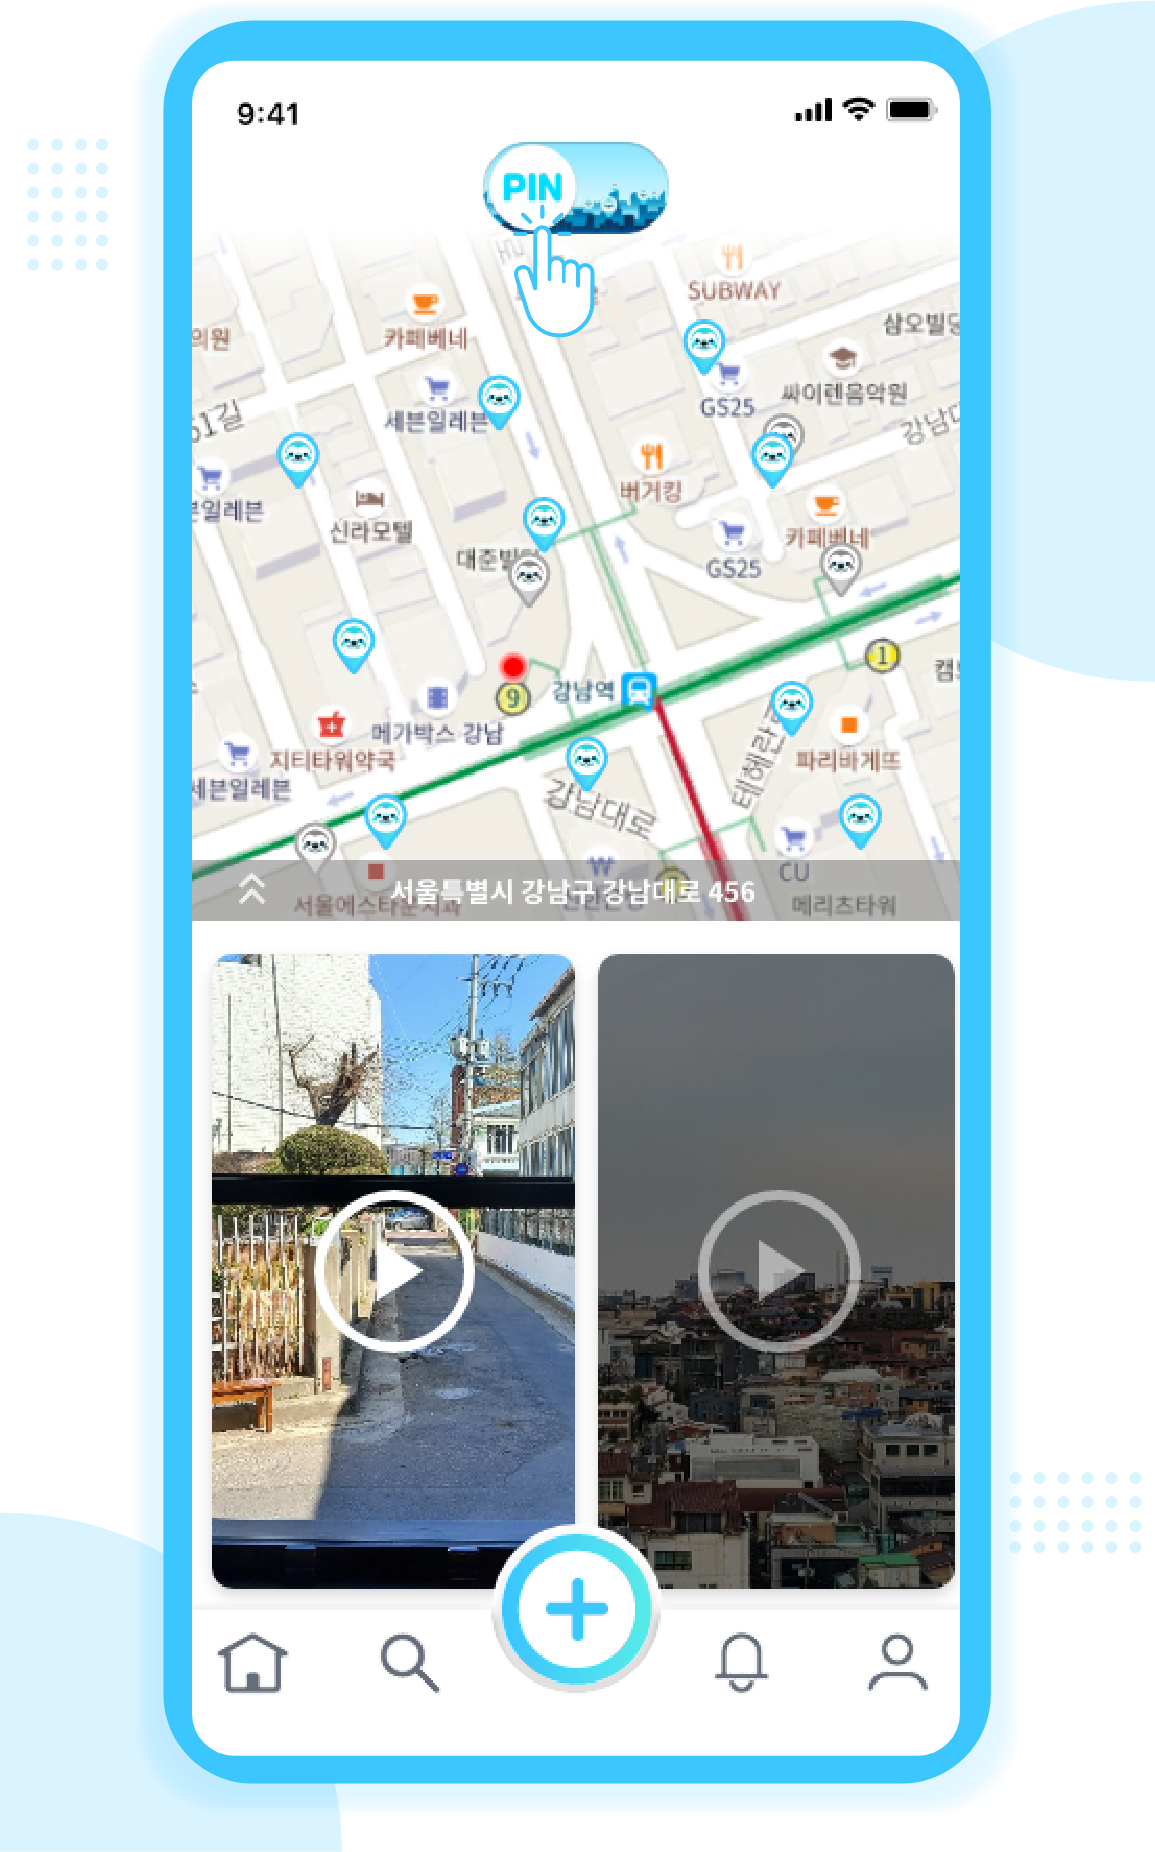 9:41
PIN
SUBWAY
카페베네
의원
삼오빌딩
싸이렌음악원
GS25
세븐일레븐
61길
강남대
버거킹
븐일레븐
신라모텔
카페베네
대준빌딩
GS25
1
강남역
9
메가박스 강남
지티타워약국
파리바게뜨
테헤란로
세븐일레븐
강남대로
CU
서울특별시 강남구 강남대로 456
서울에스타운치과
메리츠타워